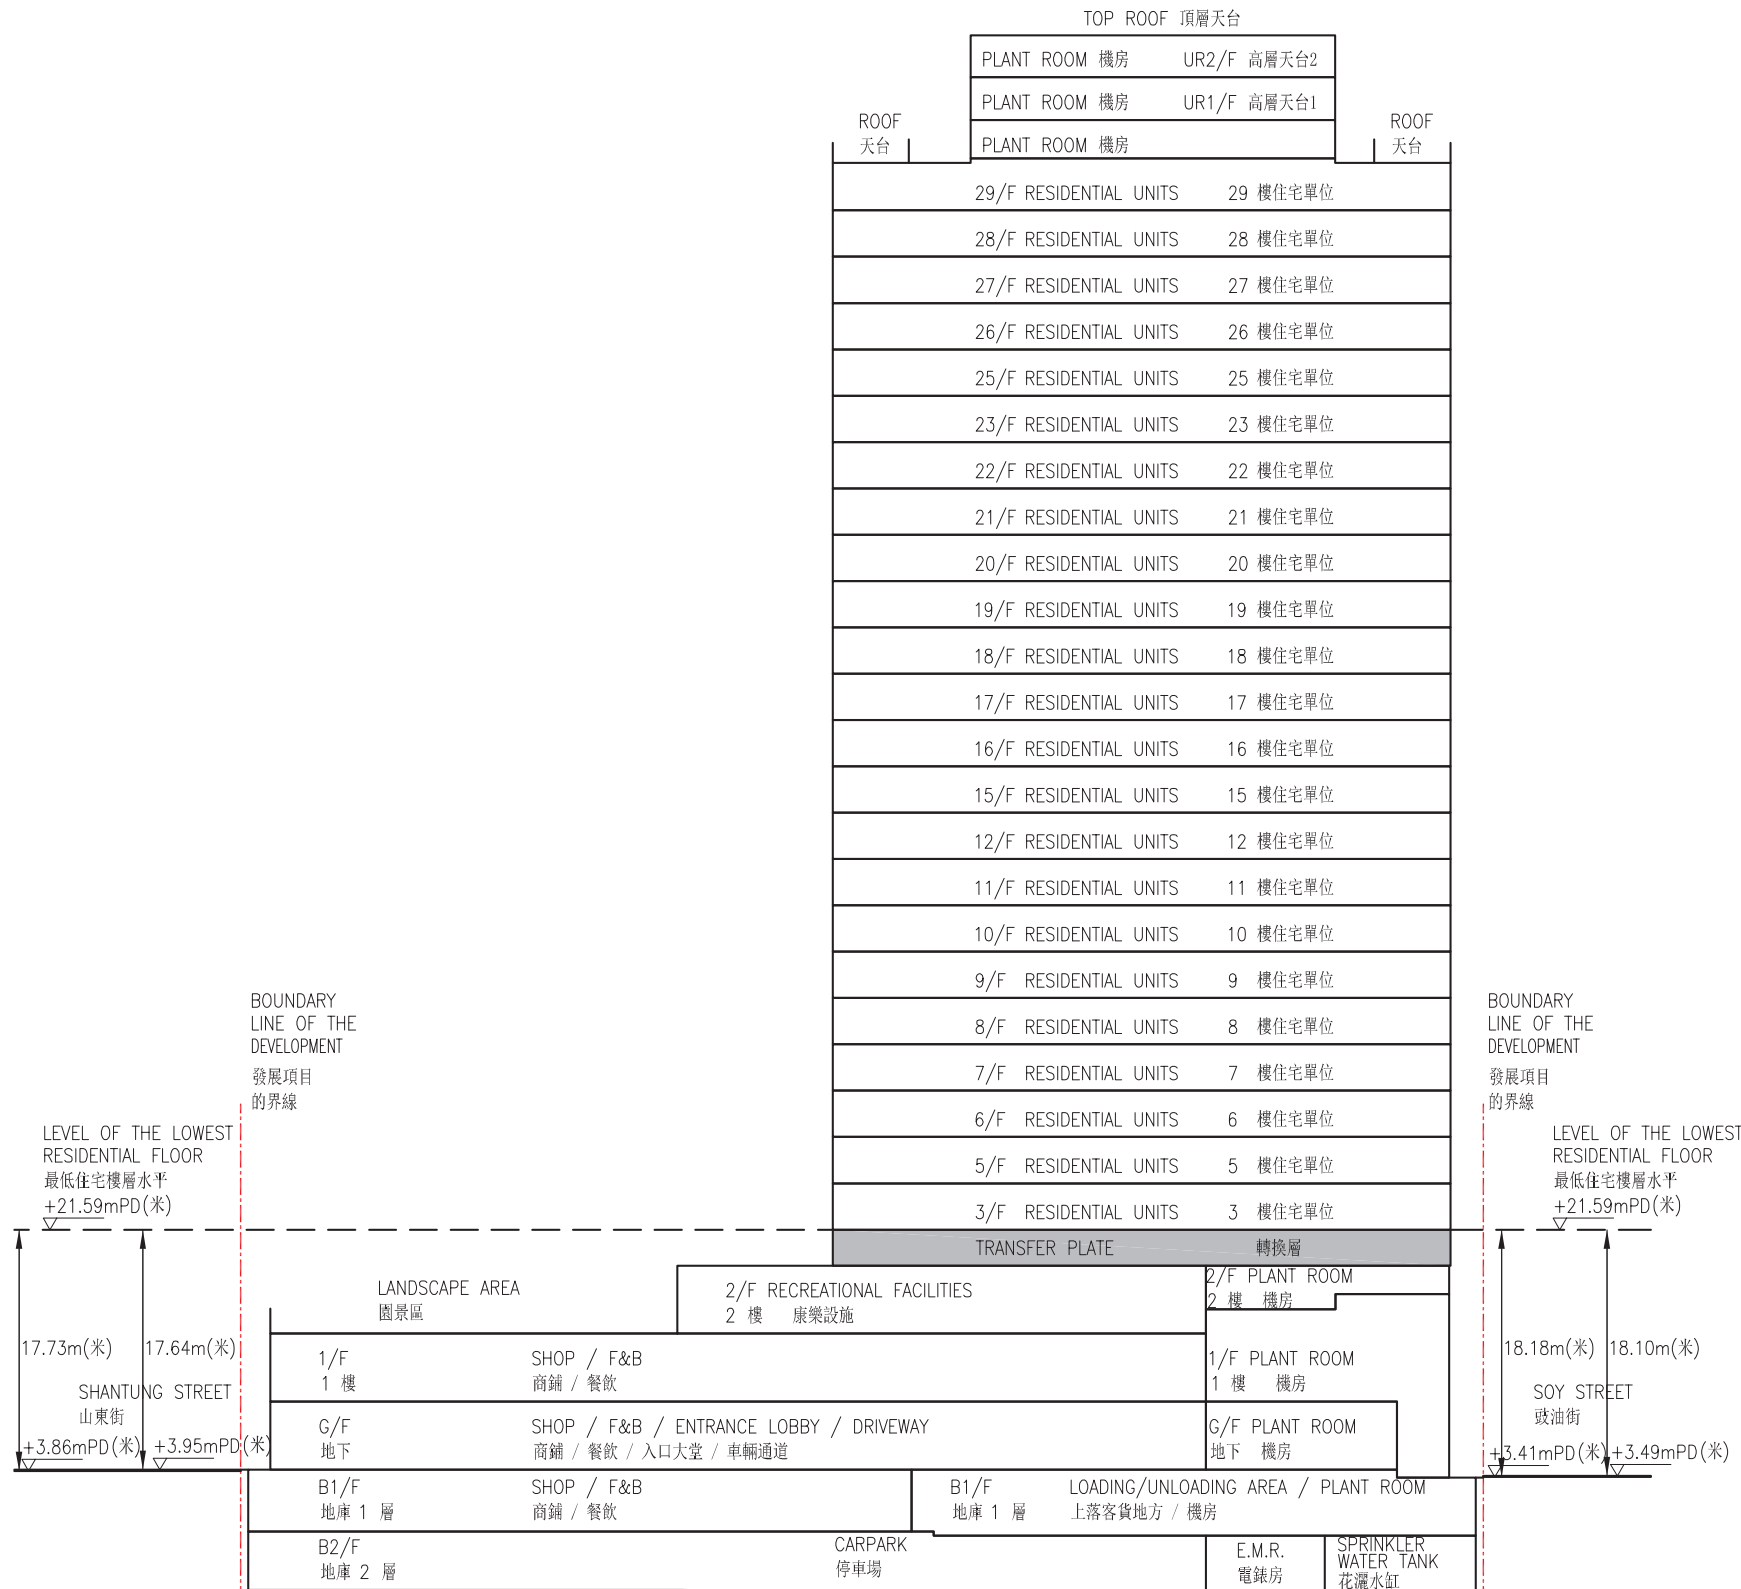 TOP ROOF 頂層天台
PLANT ROOM 機房 UR2/F 高層天台2
PLANT ROOM 機房 UR1/F 高層天台1
ROOF
天台
PLANT ROOM 機房
ROOF
天台
29/F RESIDENTIAL UNITS 29 樓住宅單位
28/F RESIDENTIAL UNITS 28 樓住宅單位
27/F RESIDENTIAL UNITS 27 樓住宅單位
26/F RESIDENTIAL UNITS 26 樓住宅單位
25/F RESIDENTIAL UNITS 25 樓住宅單位
23/F RESIDENTIAL UNITS 23 樓住宅單位
22/F RESIDENTIAL UNITS 22 樓住宅單位
21/F RESIDENTIAL UNITS 21 樓住宅單位
20/F RESIDENTIAL UNITS 20 樓住宅單位
19/F RESIDENTIAL UNITS 19 樓住宅單位
18/F RESIDENTIAL UNITS 18 樓住宅單位
17/F RESIDENTIAL UNITS 17 樓住宅單位
16/F RESIDENTIAL UNITS 16 樓住宅單位
15/F RESIDENTIAL UNITS 15 樓住宅單位
12/F RESIDENTIAL UNITS 12 樓住宅單位
11/F RESIDENTIAL UNITS 11 樓住宅單位
10/F RESIDENTIAL UNITS 10 樓住宅單位
9/F RESIDENTIAL UNITS 9 樓住宅單位
8/F RESIDENTIAL UNITS 8 樓住宅單位
7/F RESIDENTIAL UNITS 7 樓住宅單位
6/F RESIDENTIAL UNITS 6 樓住宅單位
5/F RESIDENTIAL UNITS 5 樓住宅單位
3/F RESIDENTIAL UNITS 3 樓住宅單位
TRANSFER PLATE 轉換層
BOUNDARY
LINE OF THE
DEVELOPMENT
發展項目
的界線
LEVEL OF THE LOWEST
RESIDENTIAL FLOOR
最低住宅樓層水平
+21.59mPD(米)
BOUNDARY
LINE OF THE
DEVELOPMENT
發展項目
的界線
LEVEL OF THE LOWEST
RESIDENTIAL FLOOR
最低住宅樓層水平
+21.59mPD(米)
LANDSCAPE AREA
園景區
2/F RECREATIONAL FACILITIES
2 樓 康樂設施
2/F PLANT ROOM
2 樓 機房
17.73m(米) 17.64m(米)
SHANTUNG STREET
山東街
+3.86mPD(米) +3.95mPD(米)
1/F SHOP / F&B
1 樓 商鋪 / 餐飲
1/F PLANT ROOM
1 樓 機房
G/F SHOP / F&B / ENTRANCE LOBBY / DRIVEWAY
地下 商鋪 / 餐飲 / 入口大堂 / 車輛通道
G/F PLANT ROOM
地下 機房
18.18m(米) 18.10m(米)
SOY STREET
豉油街
+3.41mPD(米) +3.49mPD(米)
B1/F SHOP / F&B
地庫 1 層 商鋪 / 餐飲
B1/F LOADING/UNLOADING AREA / PLANT ROOM
地庫 1 層 上落客貨地方 / 機房
B2/F
地庫 2 層
CARPARK
停車場
E.M.R.
電錶房
SPRINKLER
WATER TANK
花灑水缸